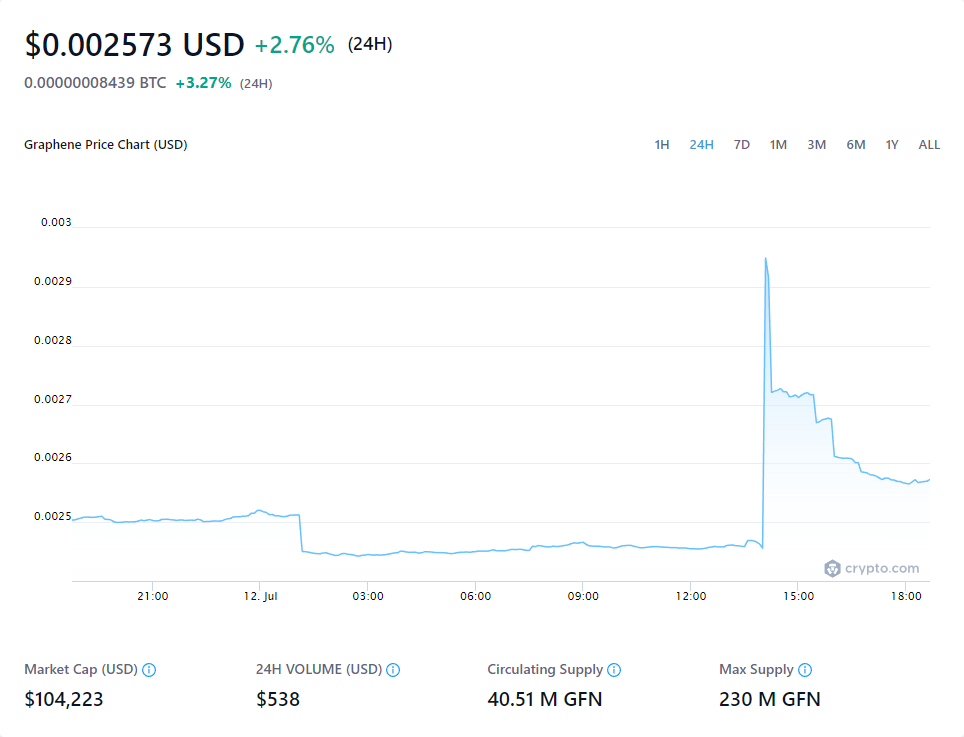 $0.002573 USD +2.76% (24H)
0.00000008439 BTC +3.27% (24H)
Graphene Price Chart (USD) 1H 24H 7D 1M 3M 6M 1Y ALL
0.003
0.0029
0.0028
0.0027
0.0026
0.0025
crypto.com
21:00 12. Jul 03:00 06:00 09:00 12:00 15:00 18:00
Market Cap (USD) 24H VOLUME (USD) Circulating Supply Max Supply
$104,223 $538 40.51 M GFN 230 M GFN